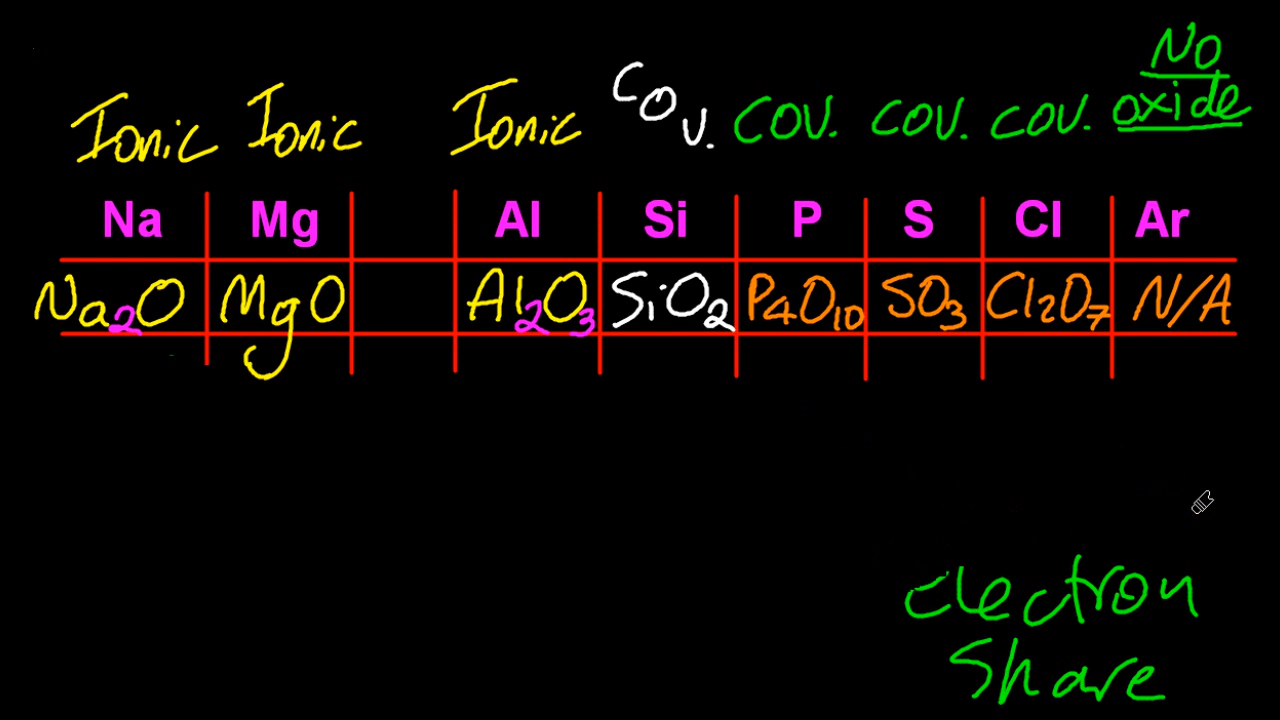 Ionic Ionic Ionic Cov. COV. COV. COV. No oxide
Na Mg Al Si P S Cl Ar
Na2O MgO Al2O3 SiO2 P4O10 SO3 Cl2O7 N/A
electron
Share